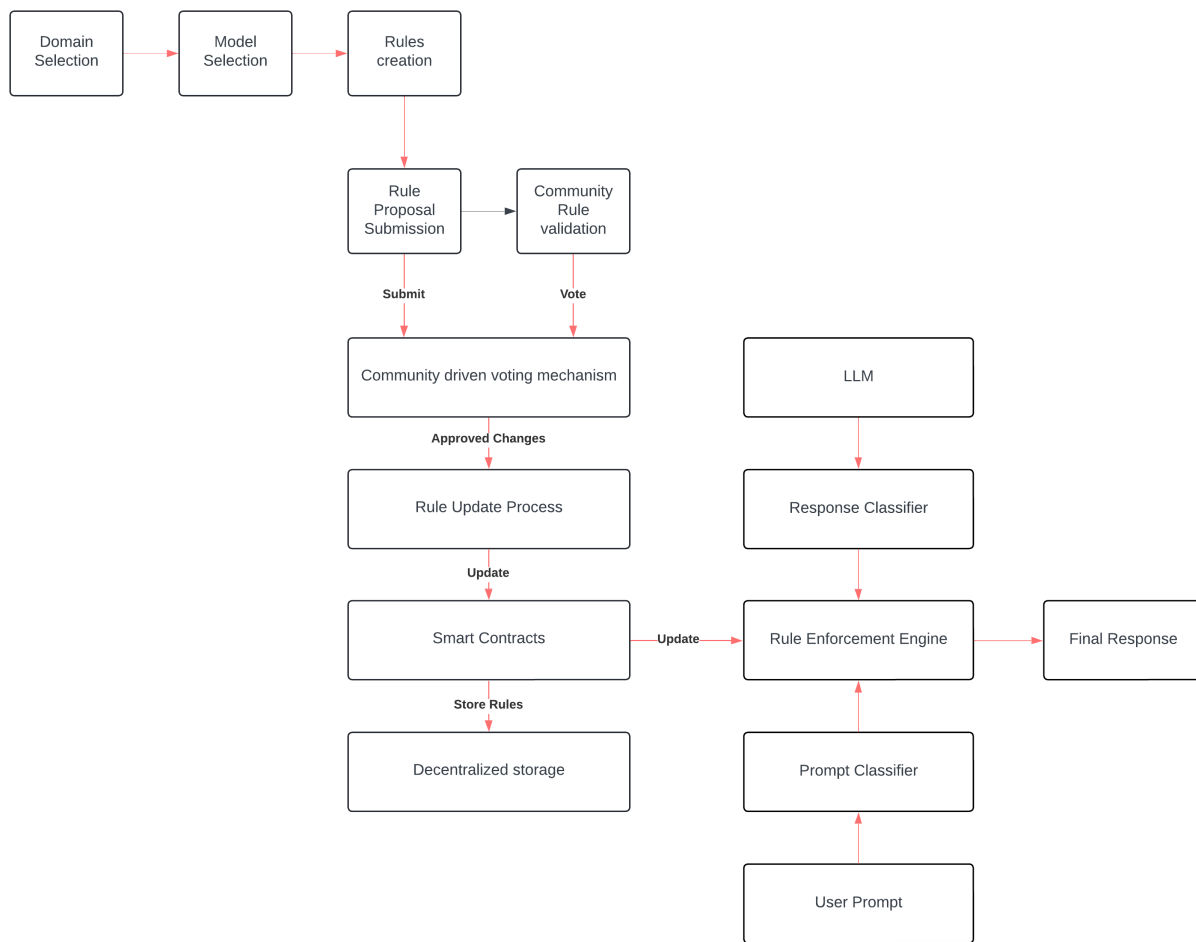 Domain
Selection
Model
Selection
Rules
creation
Rule
Proposal
Submission
Community
Rule
validation
Submit
Vote
Community driven voting mechanism
LLM
Approved Changes
Rule Update Process
Response Classifier
Update
Smart Contracts
Update
Rule Enforcement Engine
Final Response
Store Rules
Decentralized storage
Prompt Classifier
User Prompt